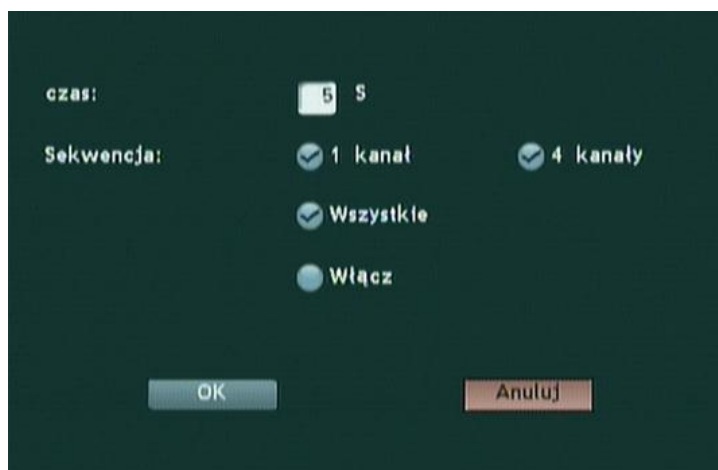 czas: 5 S
Sekwencja: 1 kanał 4 kanały
Wszystkie
Włącz
OK Anuluj